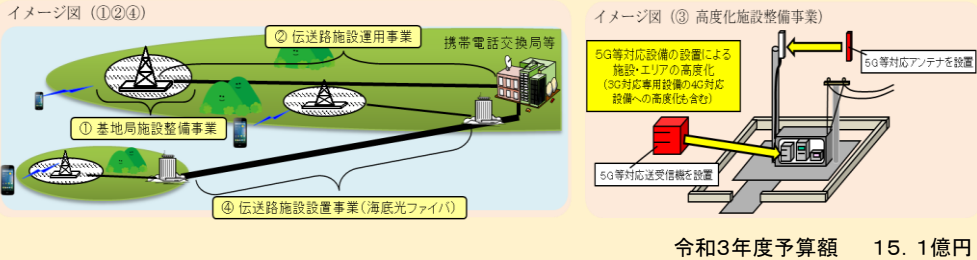 イメージ図（①②④）
② 伝送路施設運用事業
携帯電話交換局等
① 基地局施設整備事業
④ 伝送路施設設置事業（海底光ファイバ）
イメージ図（③ 高度化施設整備事業）
5G等対応設備の設置による
施設・エリアの高度化
（3G対応専用設備の4G対応
設備への高度化も含む）
5G等対応アンテナを設置
5G等対応送受信機を設置
令和3年度予算額　15．1億円